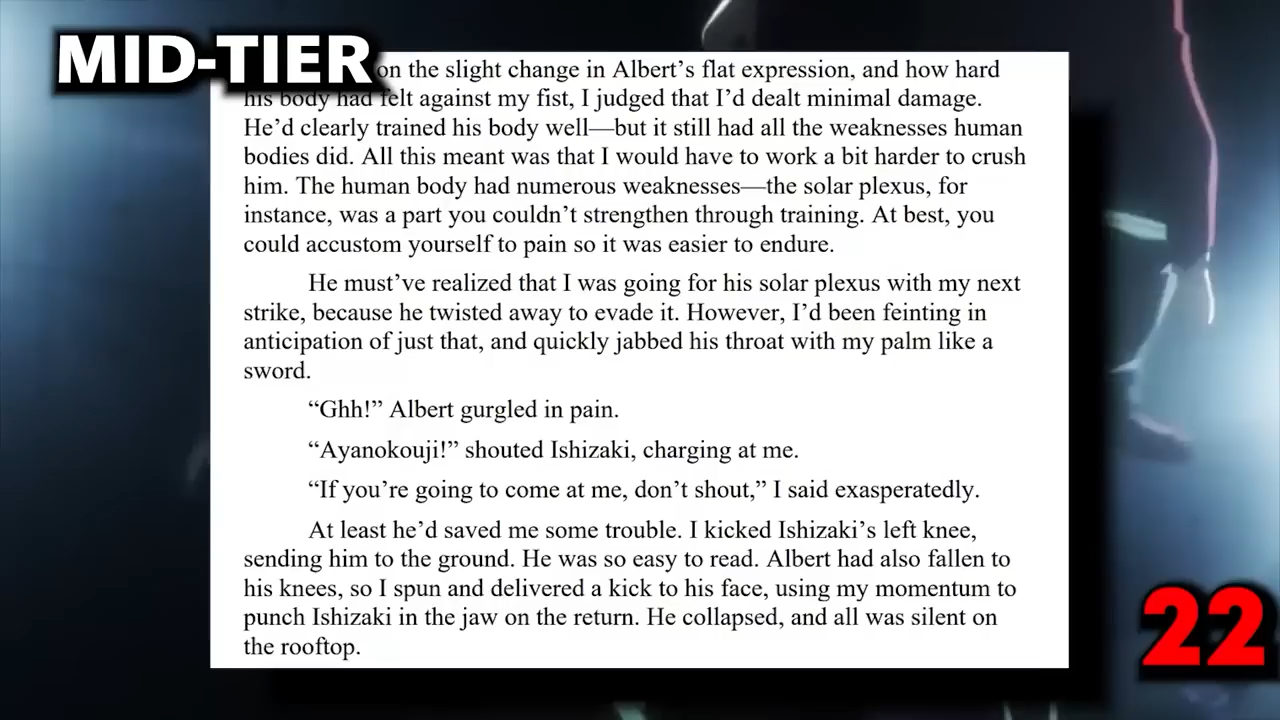 MID-TIER
on the slight change in Albert’s flat expression, and how hard
his body had felt against my fist, I judged that I’d dealt minimal damage.
He’d clearly trained his body well—but it still had all the weaknesses human
bodies did. All this meant was that I would have to work a bit harder to crush
him. The human body had numerous weaknesses—the solar plexus, for
instance, was a part you couldn’t strengthen through training. At best, you
could accustom yourself to pain so it was easier to endure.
He must’ve realized that I was going for his solar plexus with my next
strike, because he twisted away to evade it. However, I’d been feinting in
anticipation of just that, and quickly jabbed his throat with my palm like a
sword.
“Ghh!” Albert gurgled in pain.
“Ayanokouji!” shouted Ishizaki, charging at me.
“If you’re going to come at me, don’t shout,” I said exasperatedly.
At least he’d saved me some trouble. I kicked Ishizaki’s left knee,
sending him to the ground. He was so easy to read. Albert had also fallen to
his knees, so I spun and delivered a kick to his face, using my momentum to
punch Ishizaki in the jaw on the return. He collapsed, and all was silent on
the rooftop.
22